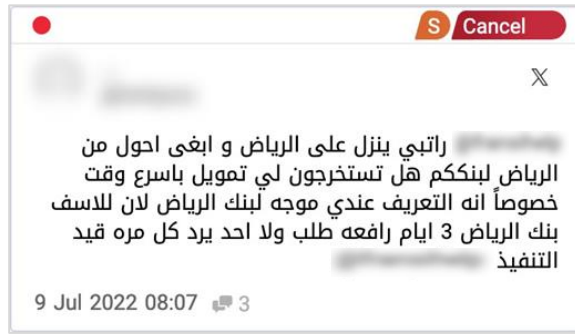 S Cancel
راتبي ينزل على الرياض و ابغى احول من
الرياض لبنككم هل تستخرجون لي تمويل باسرع وقت
خصوصاً انه التعريف عندي موجه لبنك الرياض لان للاسف
بنك الرياض 3 ايام رافعه طلب ولا احد يرد كل مره قيد
التنفيذ
9 Jul 2022 08:07 3